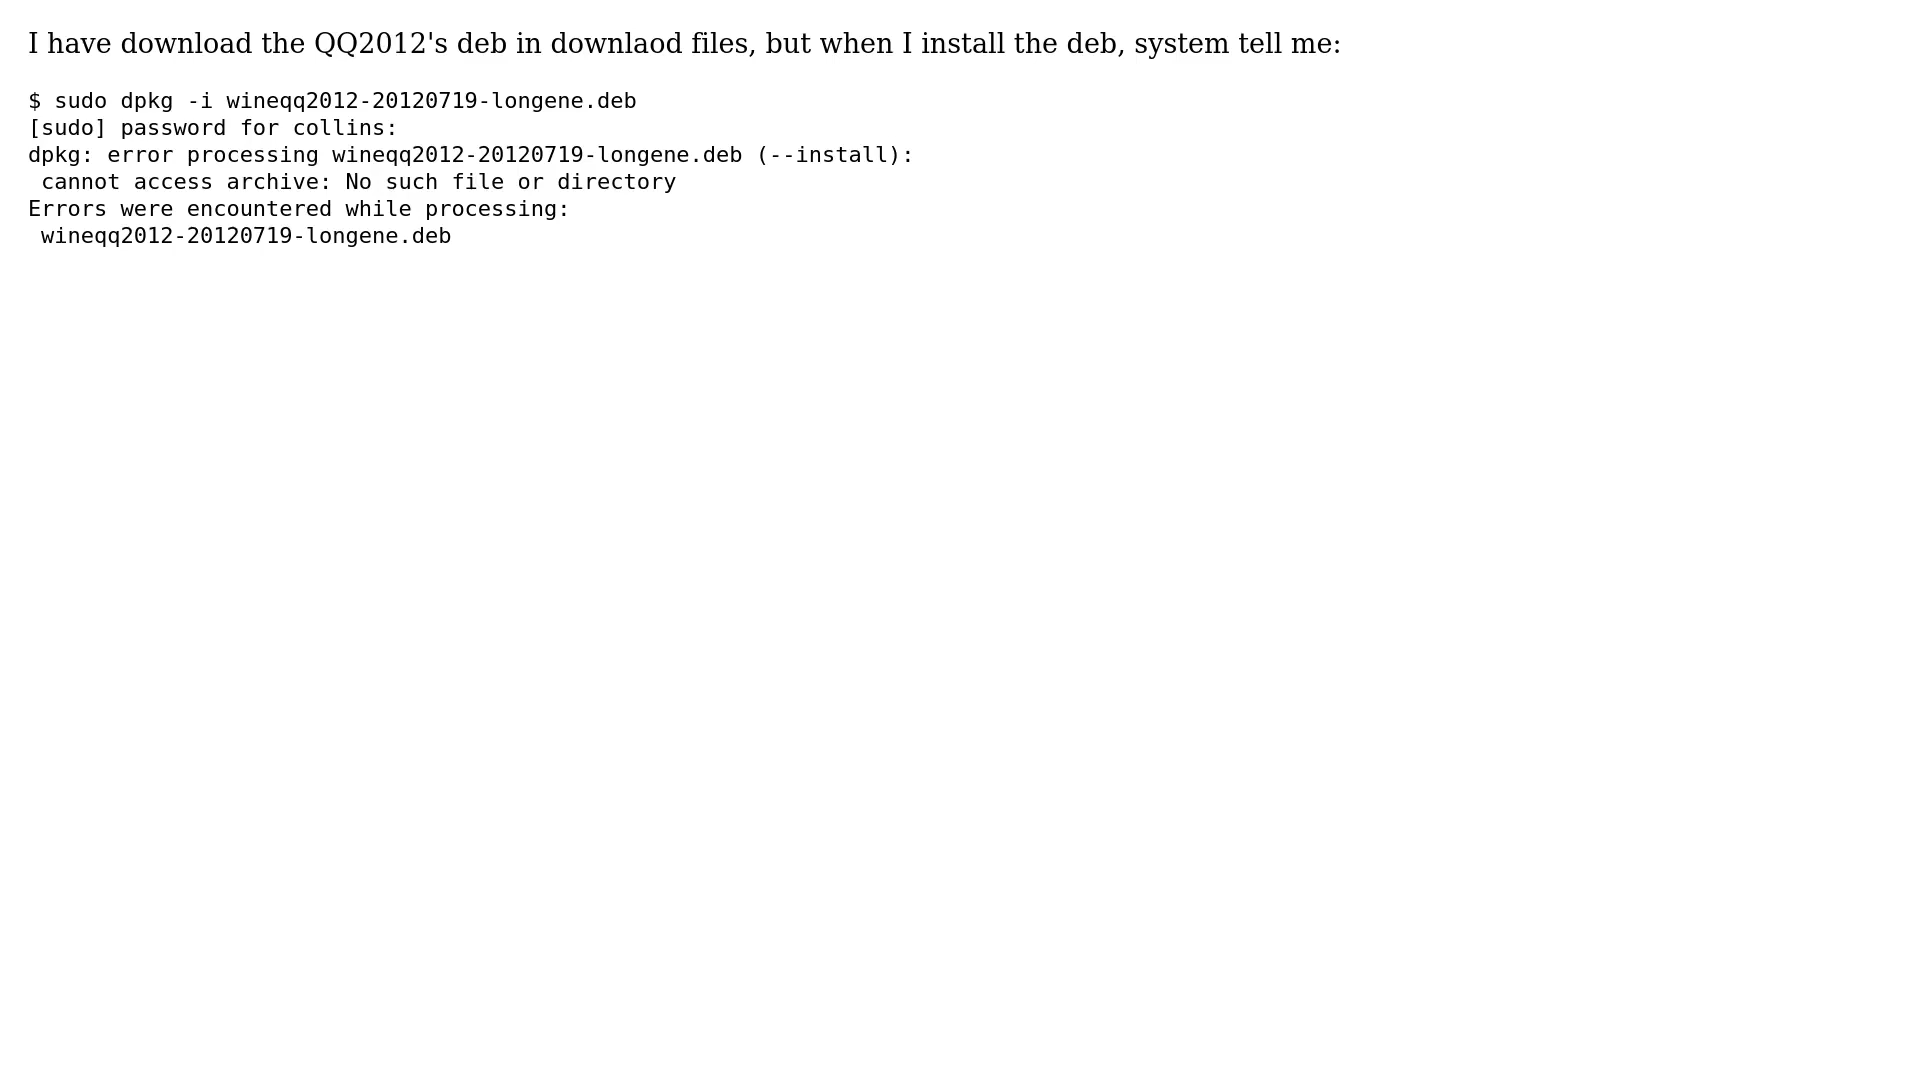 I have download the QQ2012's deb in downlaod files, but when I install the deb, system tell me:
$ sudo dpkg -i wineqq2012-20120719-longene.deb
[sudo] password for collins:
dpkg: error processing wineqq2012-20120719-longene.deb (--install):
 cannot access archive: No such file or directory
Errors were encountered while processing:
 wineqq2012-20120719-longene.deb